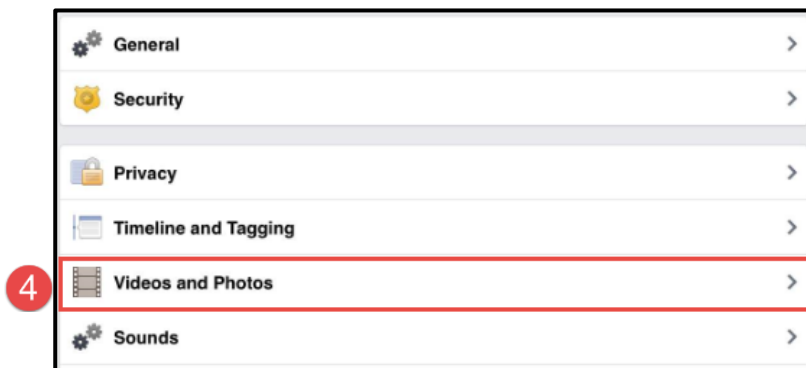 General
Security
Privacy
Timeline and Tagging
4
Videos and Photos
Sounds